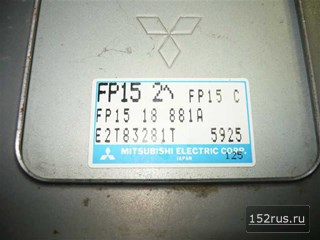 FP15 2 FP15 C
FP15 18 881A
E2T83281T 5925
MITSUBISHI ELECTRIC CORP.
JAPAN 125
152rus.ru